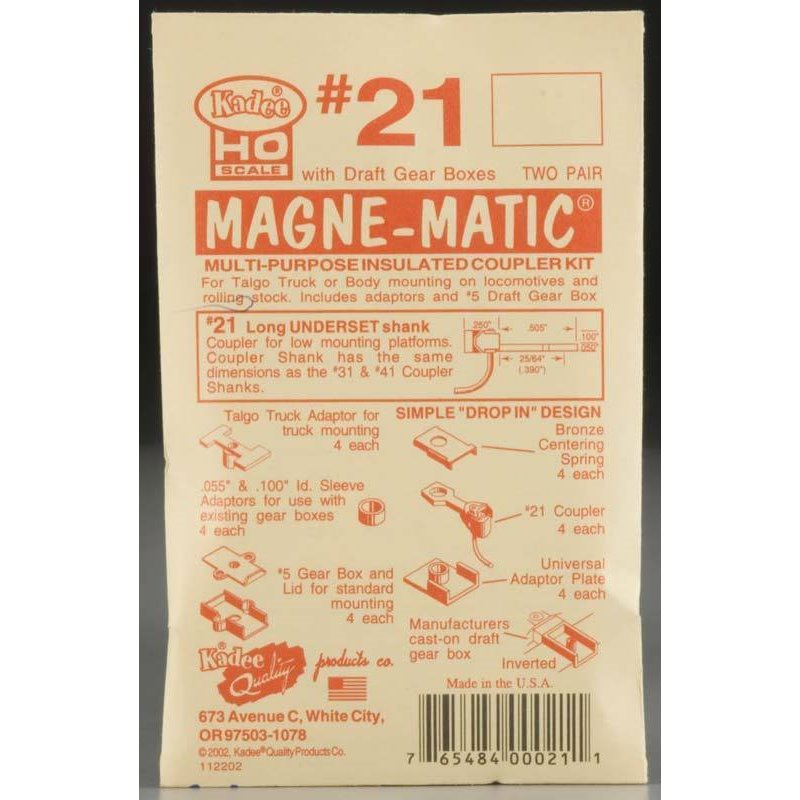 Kadee®
HO
SCALE
#21
with Draft Gear Boxes TWO PAIR
MAGNE-MATIC®
MULTI-PURPOSE INSULATED COUPLER KIT
For Talgo Truck or Body mounting on locomotives and
rolling stock. Includes adaptors and #5 Draft Gear Box
#21 Long UNDERSET shank
Coupler for low mounting platforms.
Coupler Shank has the same
dimensions as the #31 & #41 Coupler
Shanks.
.250"
.505"
.100"
.050"
25/64"
(.390")
Talgo Truck Adaptor for
truck mounting
4 each
SIMPLE "DROP IN" DESIGN
Bronze
Centering
Spring
4 each
.055" & .100" Id. Sleeve
Adaptors for use with
existing gear boxes
4 each
#21 Coupler
4 each
#5 Gear Box and
Lid for standard
mounting
4 each
Universal
Adaptor Plate
4 each
Manufacturers
cast-on draft
gear box
Inverted
Kadee
Quality
products co.
Made in the U.S.A.
673 Avenue C, White City,
OR 97503-1078
©2002, Kadee® Quality Products Co.
112202
7 65484 00021 1